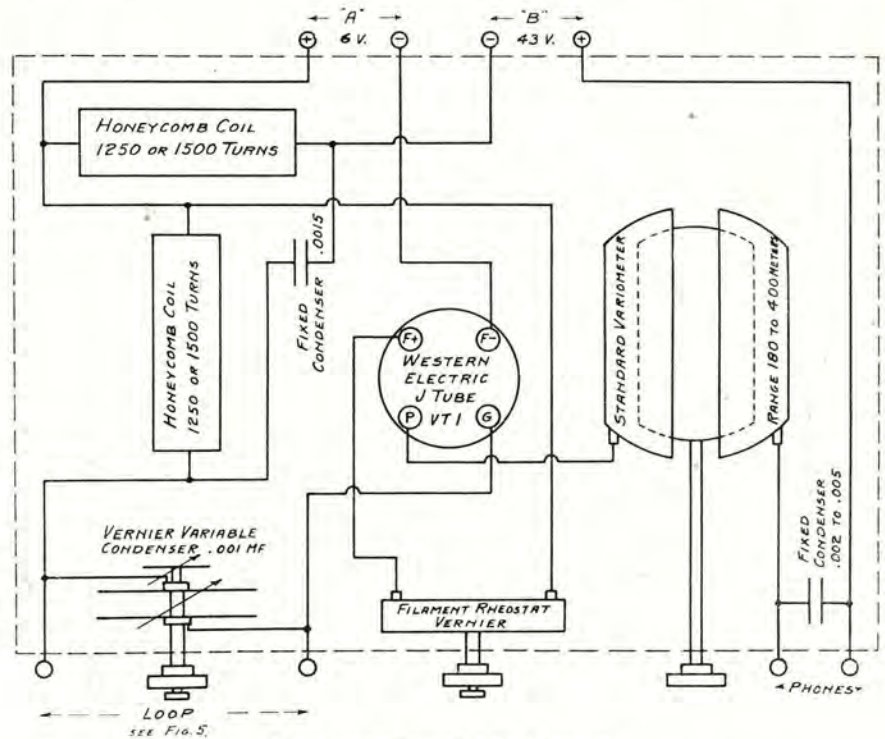 "A"
6 V.
+
−
"B"
43 V.
−
+
HONEYCOMB COIL
1250 OR 1500 TURNS
HONEYCOMB COIL
1250 OR 1500 TURNS
FIXED
CONDENSER
.0015
F+
F−
WESTERN
ELECTRIC
J TUBE
P
VT1
G
STANDARD VARIOMETER
RANGE 180 TO 400 METERS
VERNIER VARIABLE
CONDENSER .001 MF
FILAMENT RHEOSTAT
VERNIER
FIXED
CONDENSER
.002 TO .005
LOOP
SEE FIG. 5.
PHONES